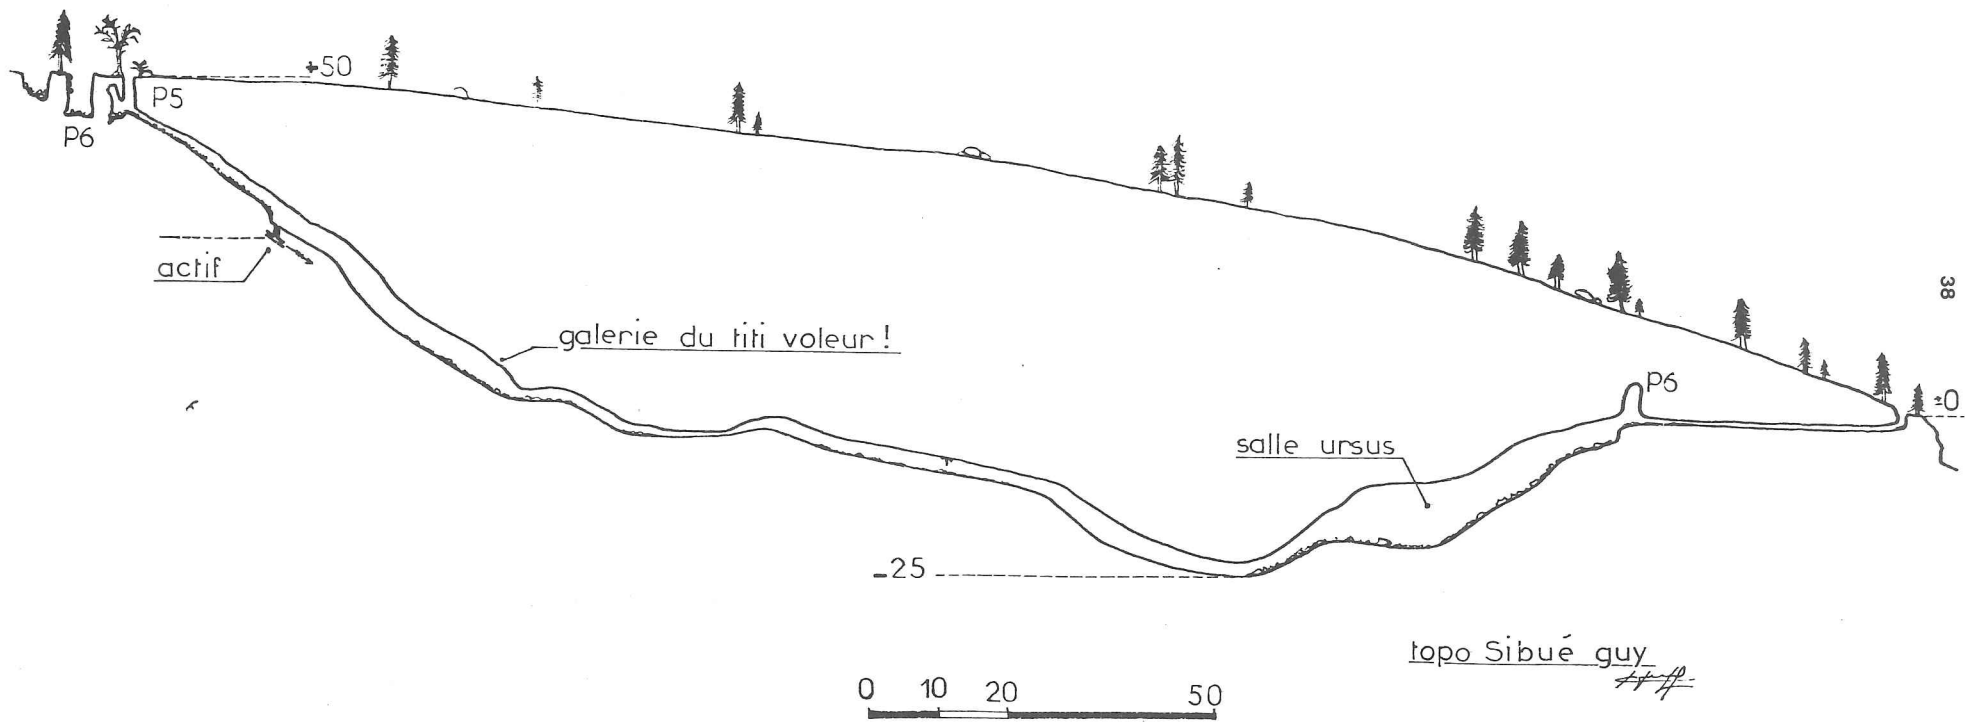 +50
P5
P6
actif
galerie du titi voleur !
38
P6
±0
salle ursus
-25
topo Sibué guy
0 10 20 50